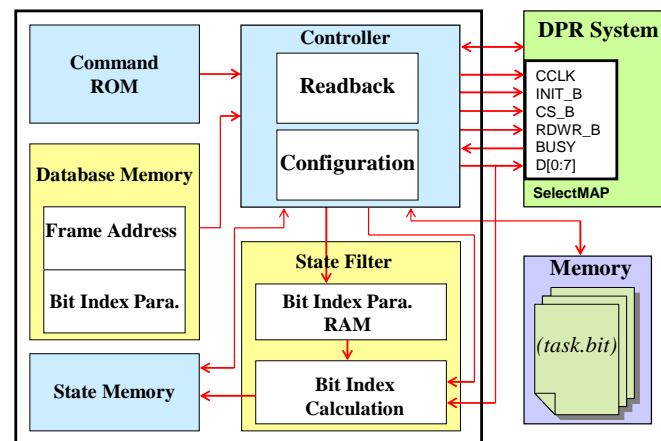 Command
ROM
Database Memory
Frame Address
Bit Index Para.
State Memory
Controller
Readback
Configuration
State Filter
Bit Index Para.
RAM
Bit Index
Calculation
DPR System
CCLK
INIT_B
CS_B
RDWR_B
BUSY
D[0:7]
SelectMAP
Memory
(task.bit)